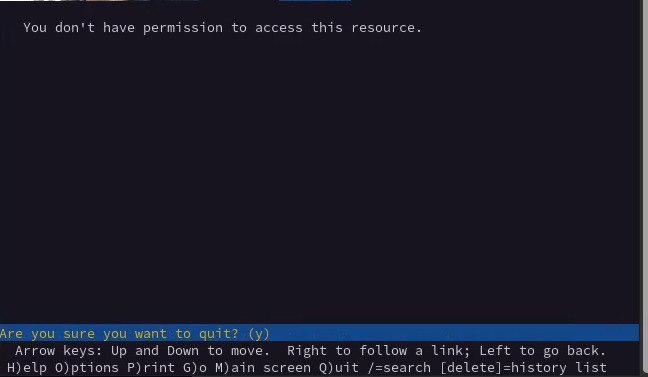 You don't have permission to access this resource.
Are you sure you want to quit? (y)
Arrow keys: Up and Down to move.  Right to follow a link; Left to go back.
H)elp O)ptions P)rint G)o M)ain screen Q)uit /=search [delete]=history list